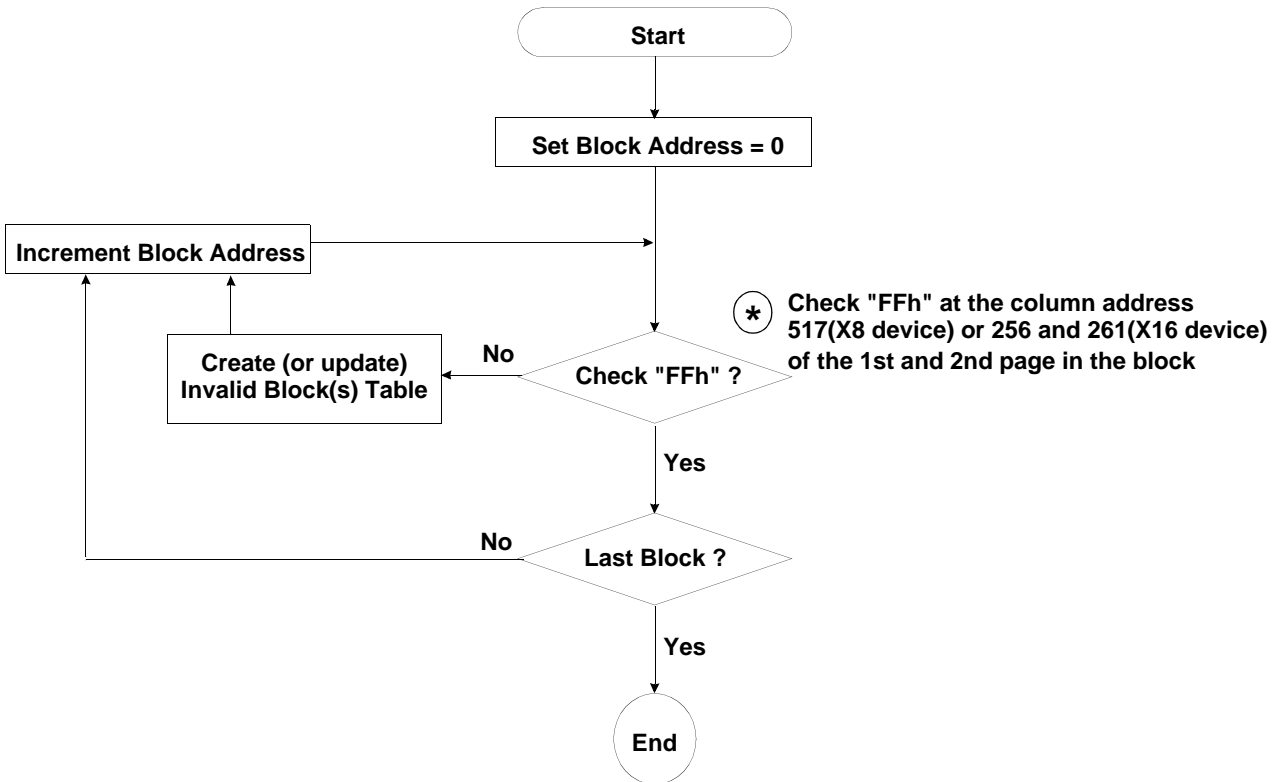 Start
Set Block Address = 0
Increment Block Address
* Check "FFh" at the column address
517(X8 device) or 256 and 261(X16 device)
of the 1st and 2nd page in the block
No
Create (or update)
Invalid Block(s) Table
Check "FFh" ?
Yes
No
Last Block ?
Yes
End